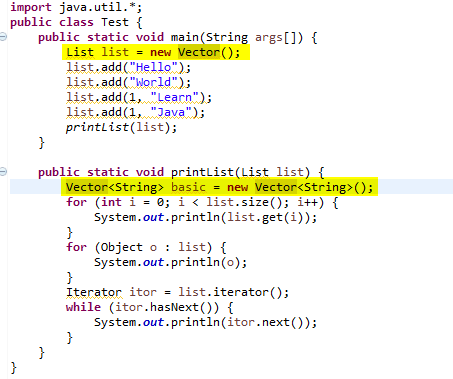 import java.util.*;
public class Test {
    public static void main(String args[]) {
        List list = new Vector();
        list.add("Hello");
        list.add("World");
        list.add(1, "Learn");
        list.add(1, "Java");
        printList(list);
    }

    public static void printList(List list) {
        Vector<String> basic = new Vector<String>();
        for (int i = 0; i < list.size(); i++) {
            System.out.println(list.get(i));
        }
        for (Object o : list) {
            System.out.println(o);
        }
        Iterator itor = list.iterator();
        while (itor.hasNext()) {
            System.out.println(itor.next());
        }
    }
}